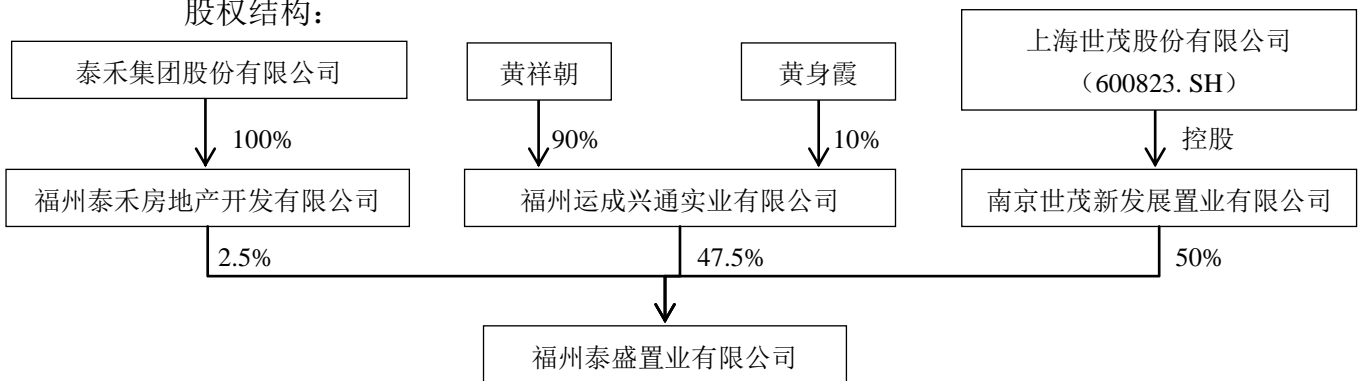 股权结构：
泰禾集团股份有限公司
黄祥朝
黄身霞
上海世茂股份有限公司
（600823. SH）
100%
90%
10%
控股
福州泰禾房地产开发有限公司
福州运成兴通实业有限公司
南京世茂新发展置业有限公司
2.5%
47.5%
50%
福州泰盛置业有限公司